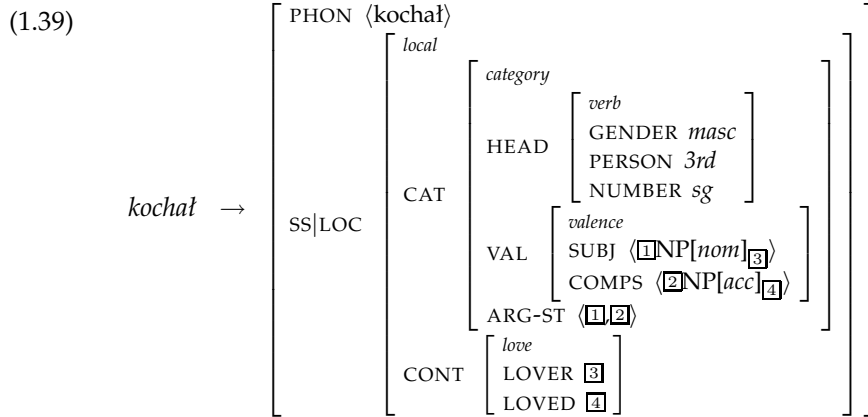 (1.39)
PHON ⟨kochał⟩
local
category
verb
GENDER masc
HEAD
PERSON 3rd
NUMBER sg
CAT
kochał →
SS|LOC
valence
VAL
SUBJ ⟨1NP[nom]3⟩
COMPS ⟨2NP[acc]4⟩
ARG-ST ⟨1,2⟩
love
CONT
LOVER 3
LOVED 4